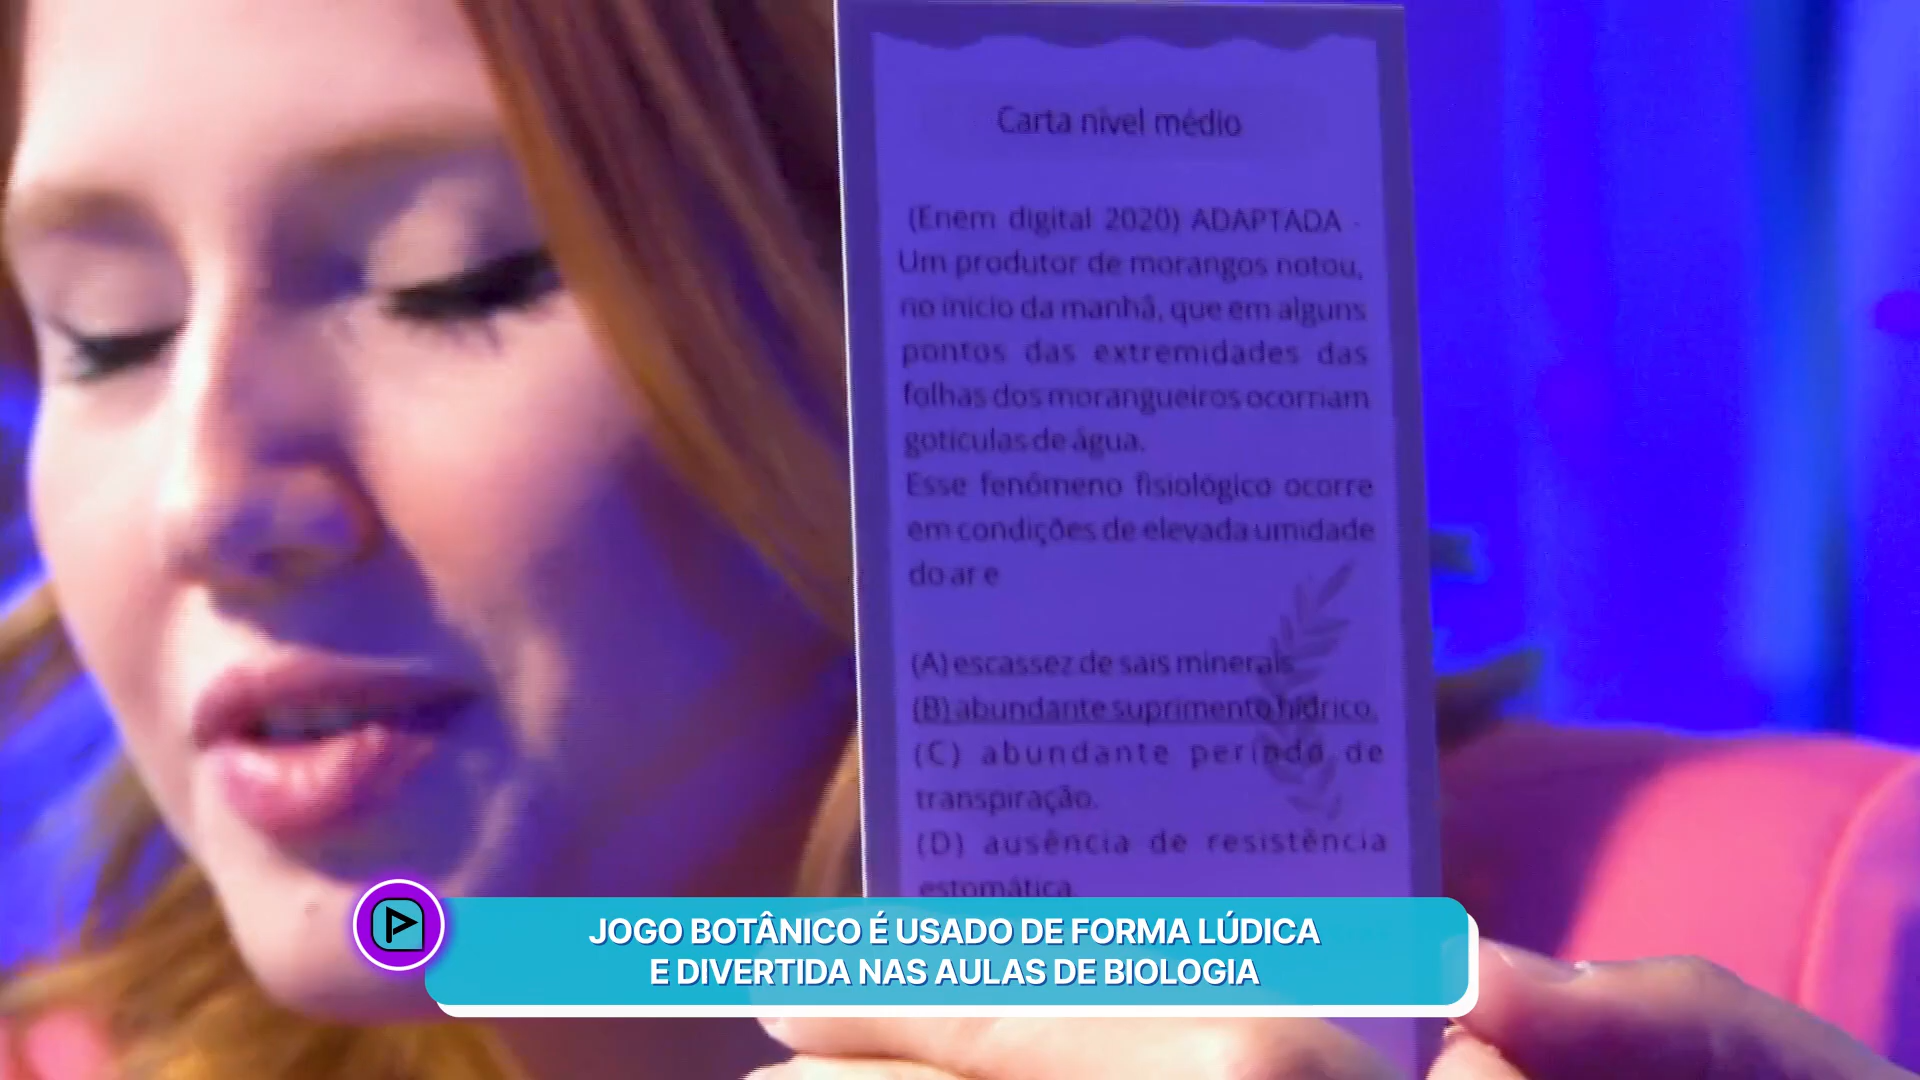 Carta nível médio
(Enem digital 2020) ADAPTADA -
Um produtor de morangos notou,
no início da manhã, que em alguns
pontos das extremidades das
folhas dos morangueiros ocorriam
gotículas de água.
Esse fenômeno fisiológico ocorre
em condições de elevada umidade
do ar e
(A) escassez de sais minerais.
(B) abundante suprimento hídrico.
(C) abundante período de
transpiração.
(D) ausência de resistência
estomática.
JOGO BOTÂNICO É USADO DE FORMA LÚDICA
E DIVERTIDA NAS AULAS DE BIOLOGIA